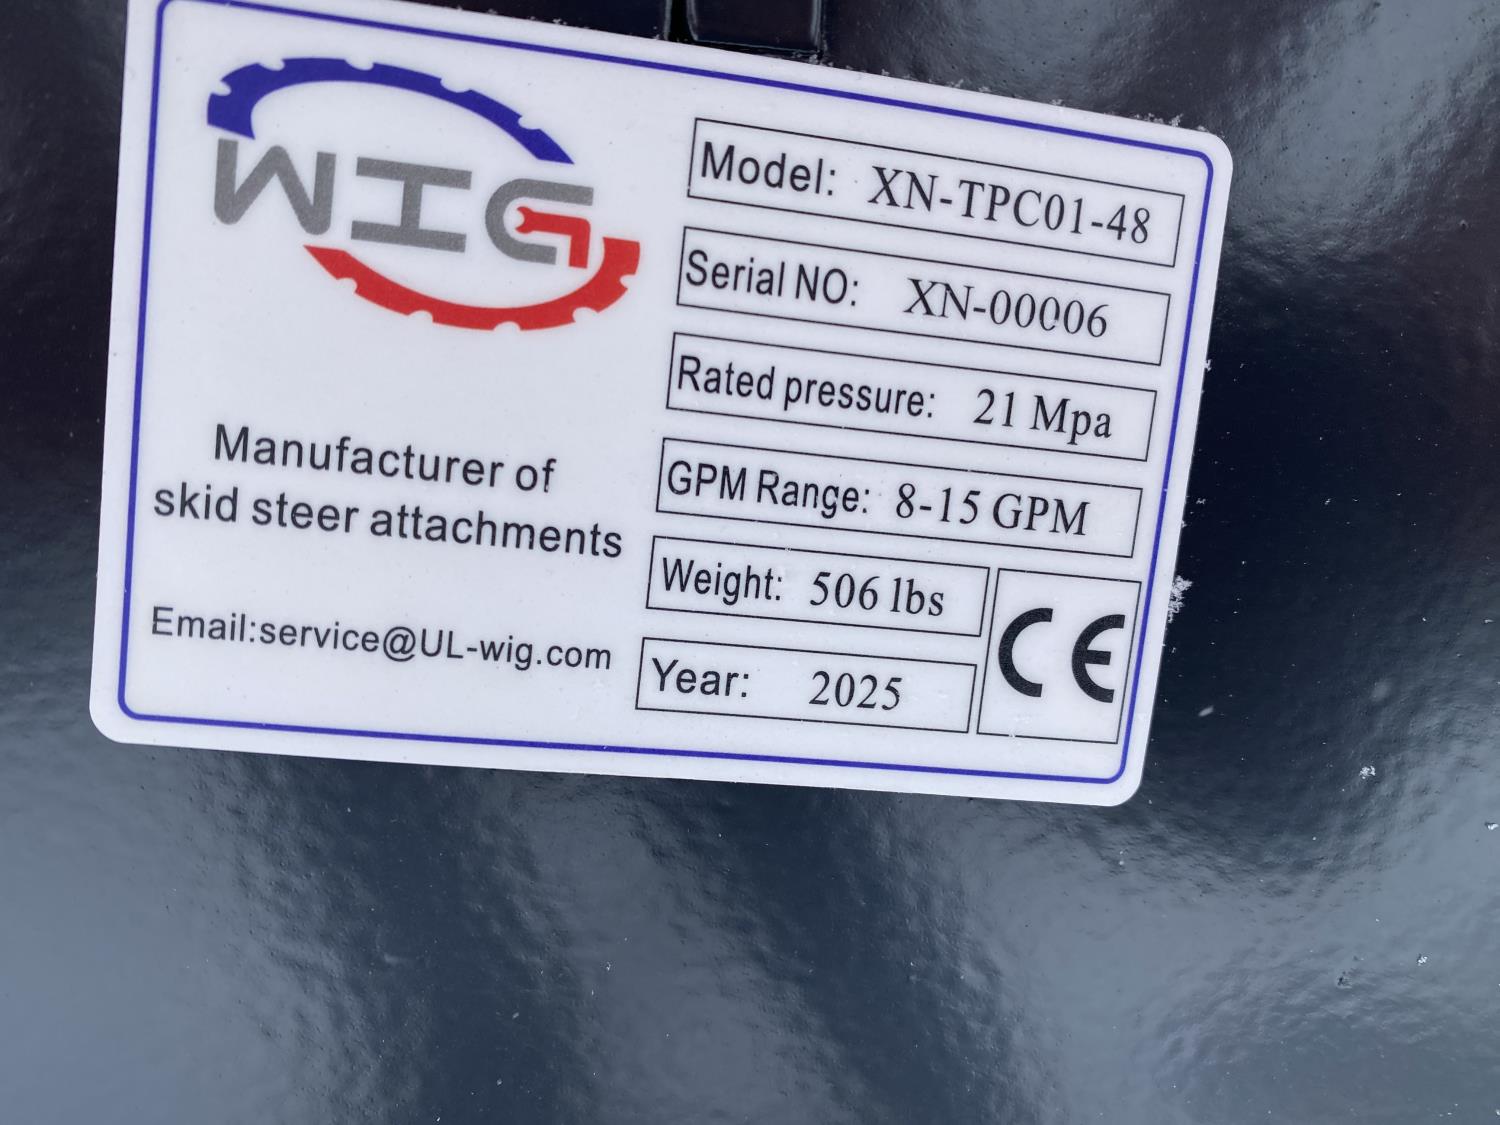 WIG
Manufacturer of
skid steer attachments
Email:service@UL-wig.com
Model: XN-TPC01-48
Serial NO: XN-00006
Rated pressure: 21 Mpa
GPM Range: 8-15 GPM
Weight: 506 lbs
Year: 2025
CE